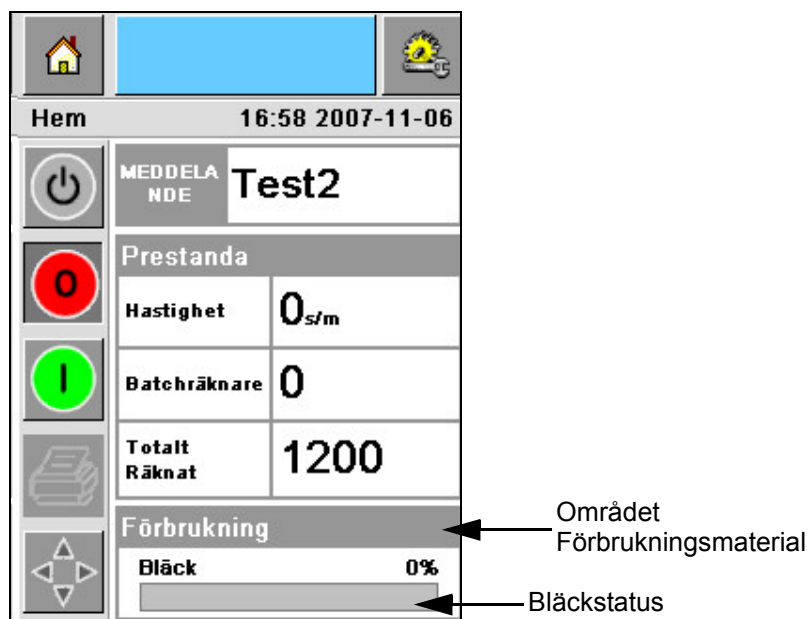 Hem 16:58 2007-11-06
MEDDELA
NDE
Test2
Prestanda
Hastighet 0s/m
Batchräknare 0
Totalt
Räknat
1200
Förbrukning
Bläck 0%
Området
Förbrukningsmaterial
Bläckstatus